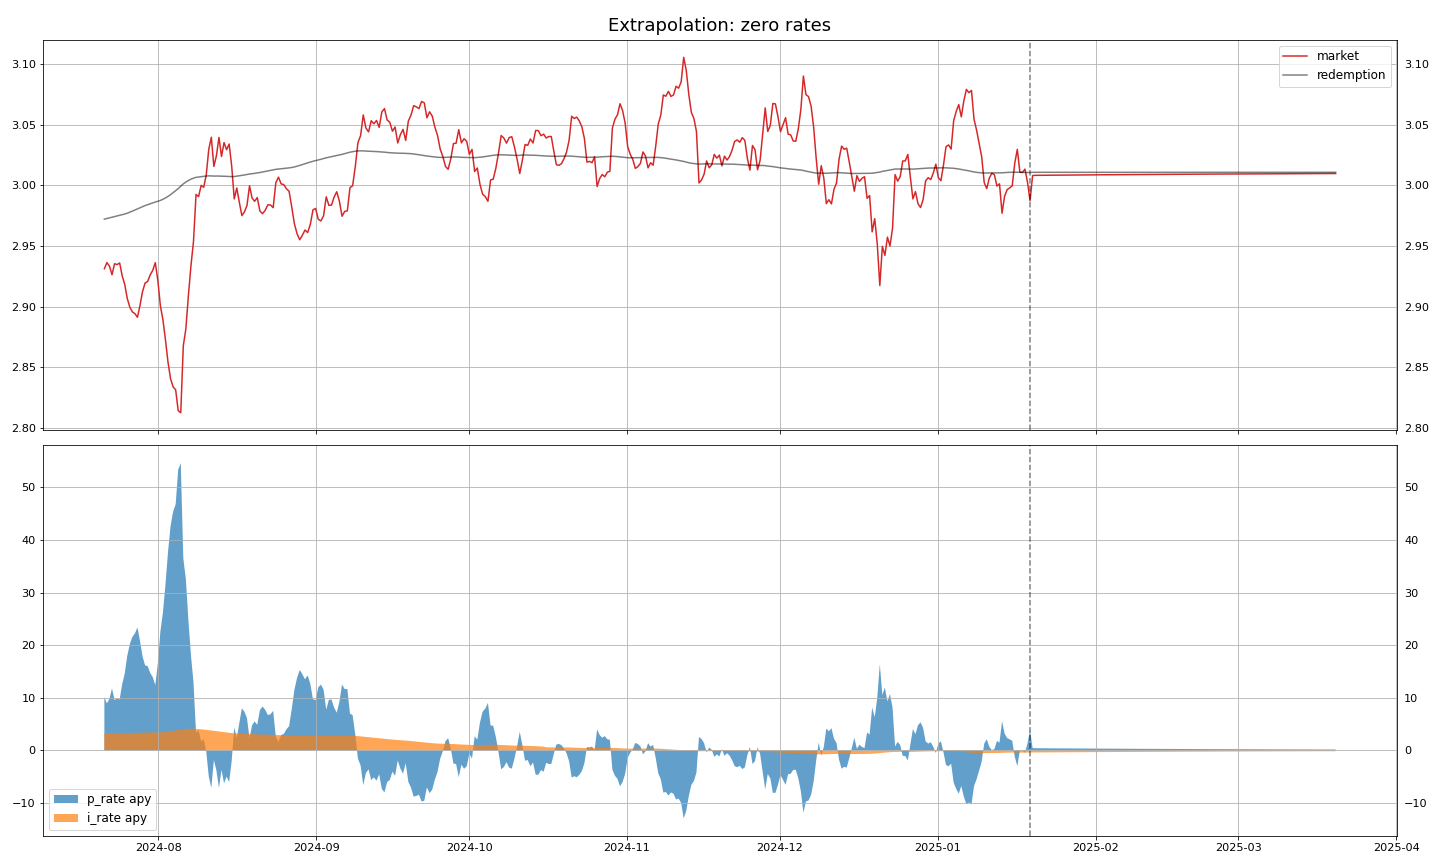 Extrapolation: zero rates
market
redemption
3.10 3.10
3.05 3.05
3.00 3.00
2.95 2.95
2.90 2.90
2.85 2.85
2.80 2.80
50 50
40 40
30 30
20 20
10 10
0 0
−10 −10
p_rate apy
i_rate apy
2024-08 2024-09 2024-10 2024-11 2024-12 2025-01 2025-02 2025-03 2025-04